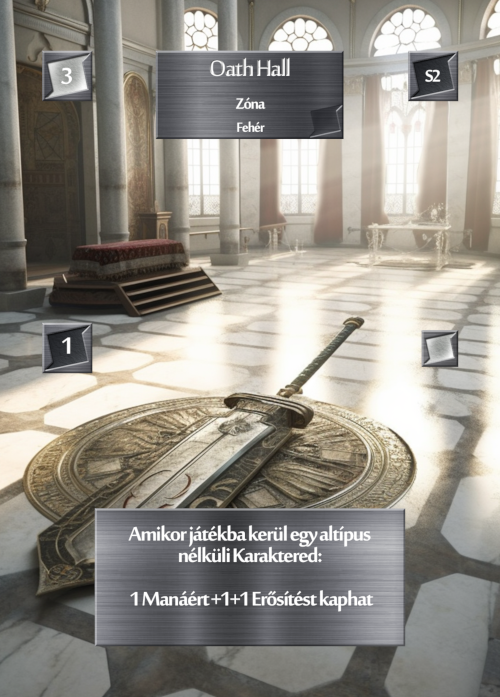 3
Oath Hall
S2
Zóna
Fehér
1
Amikor játékba kerül egy altípus
nélküli Karaktered:
1 Manáért +1+1 Erősítést kaphat